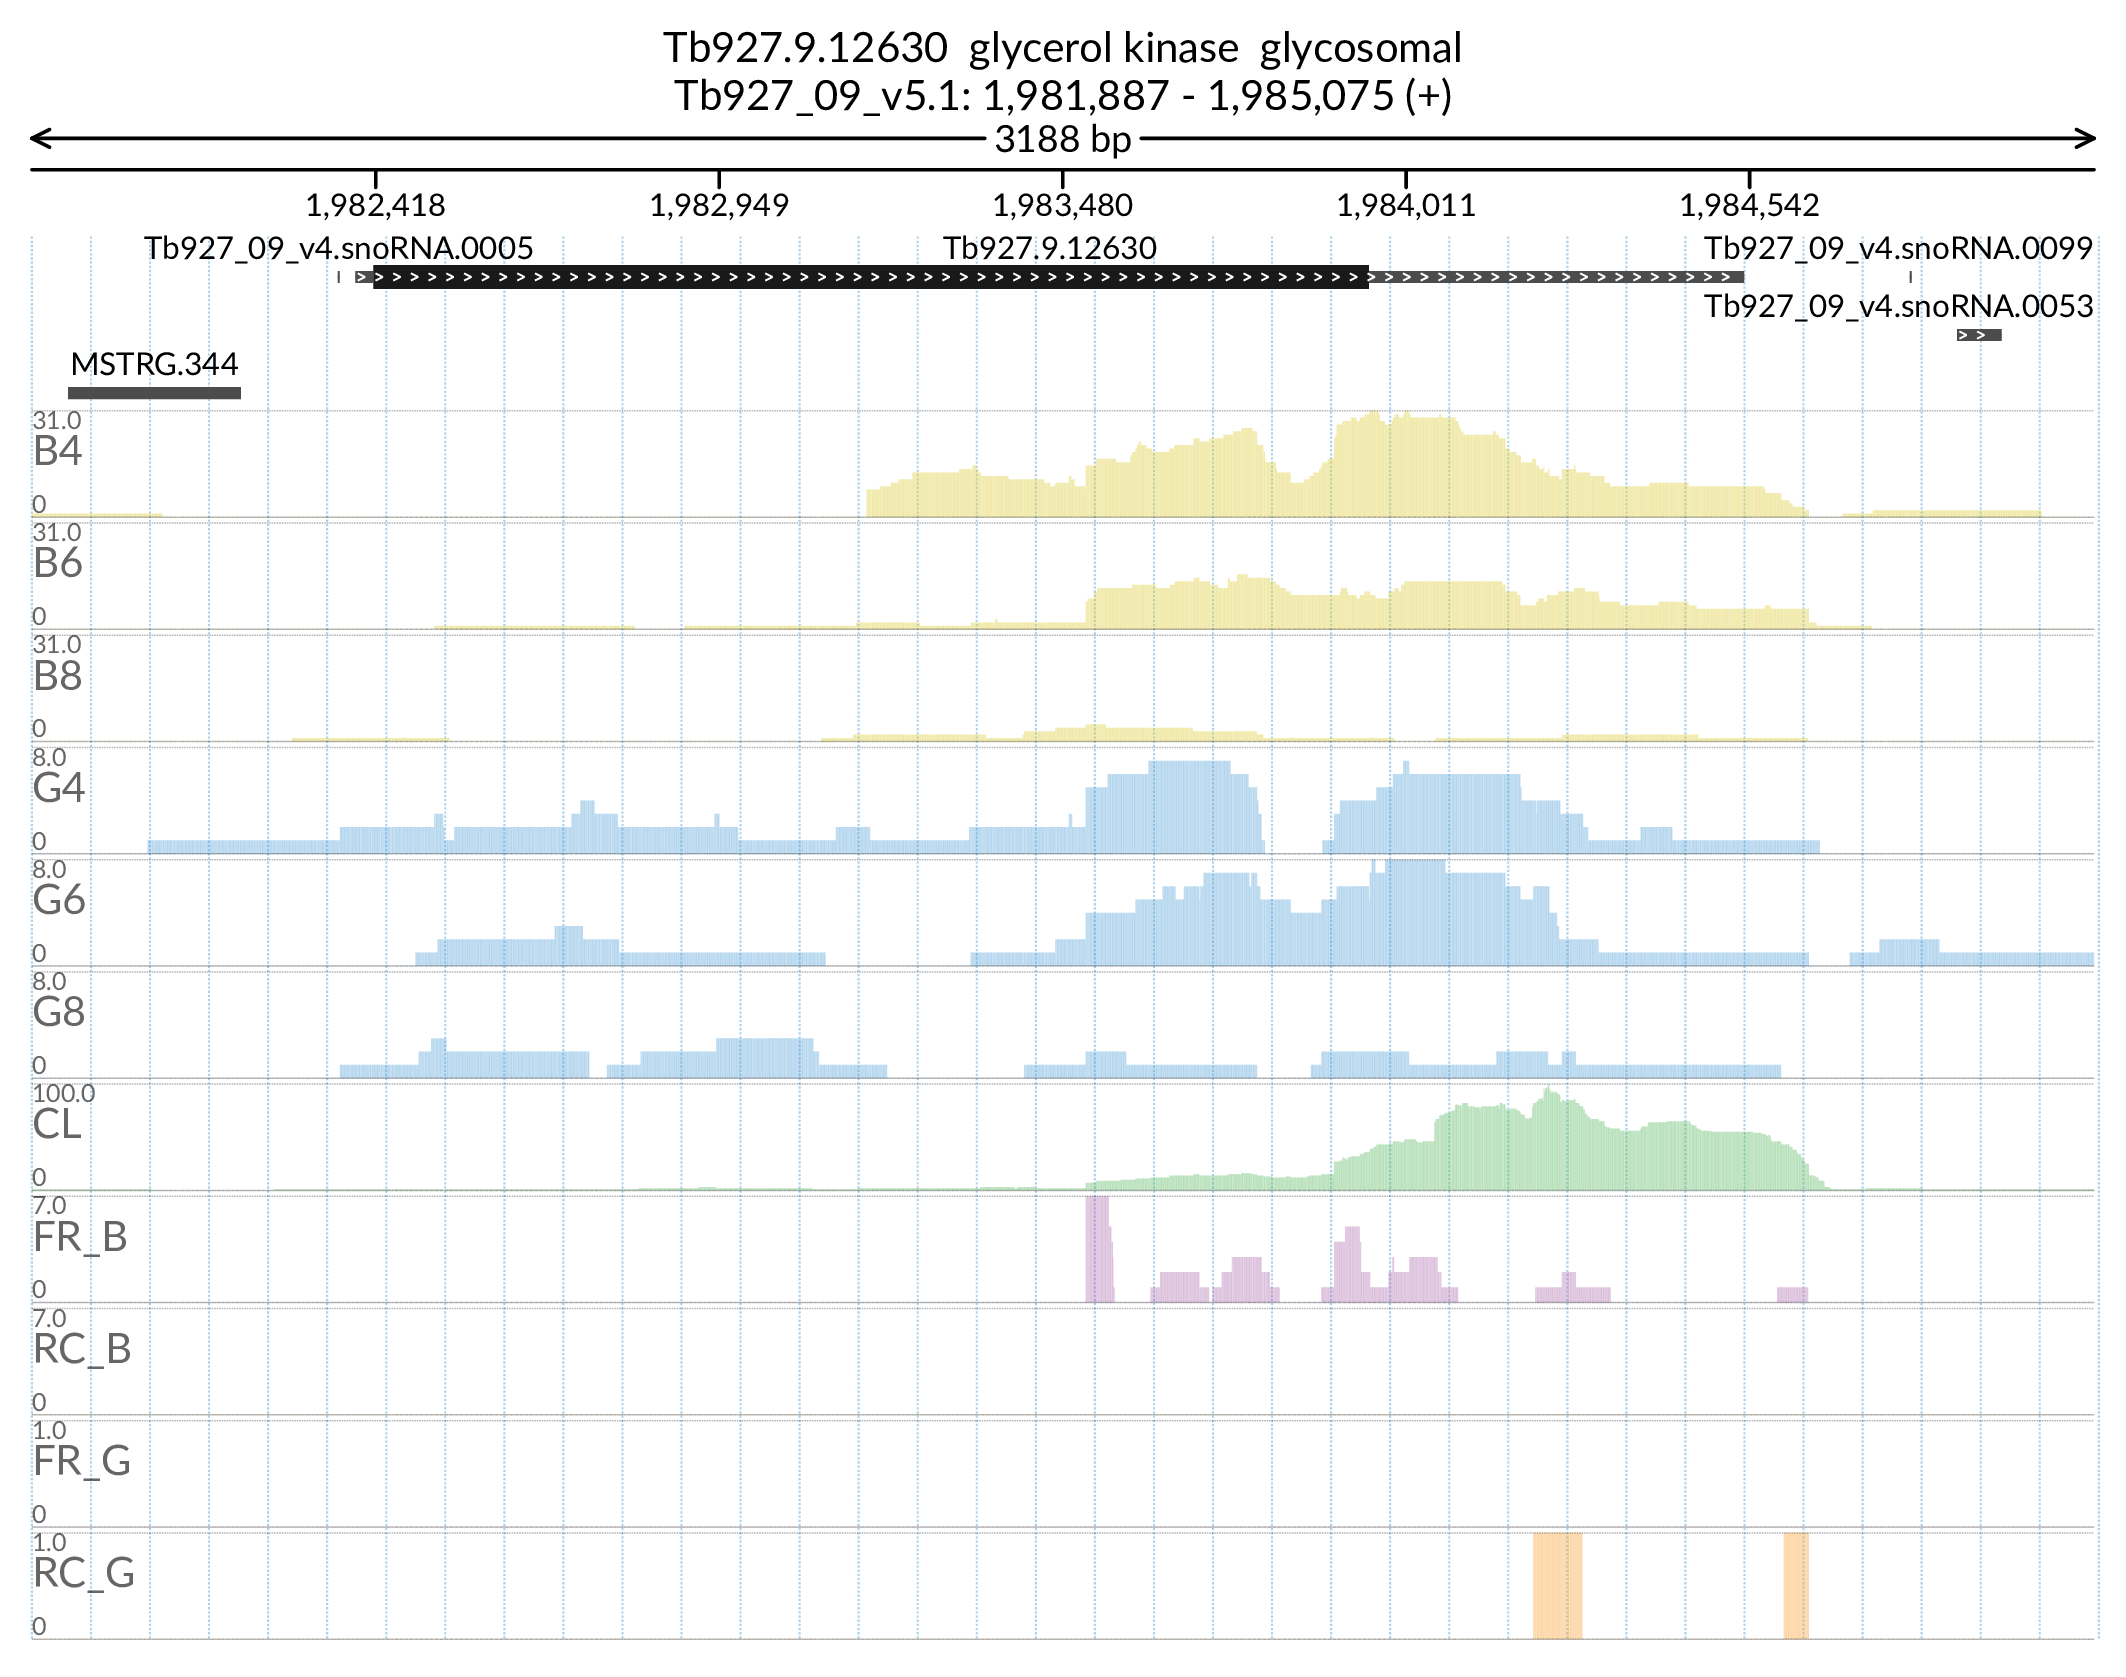 Tb927.9.12630  glycerol kinase  glycosomal
Tb927_09_v5.1: 1,981,887 - 1,985,075 (+)
3188 bp
1,982,418 1,982,949 1,983,480 1,984,011 1,984,542
Tb927_09_v4.snoRNA.0005 Tb927.9.12630 Tb927_09_v4.snoRNA.0099
Tb927_09_v4.snoRNA.0053
MSTRG.344
31.0
B4
0
31.0
B6
0
31.0
B8
0
8.0
G4
0
8.0
G6
0
8.0
G8
0
100.0
CL
0
7.0
FR_B
0
7.0
RC_B
0
1.0
FR_G
0
1.0
RC_G
0